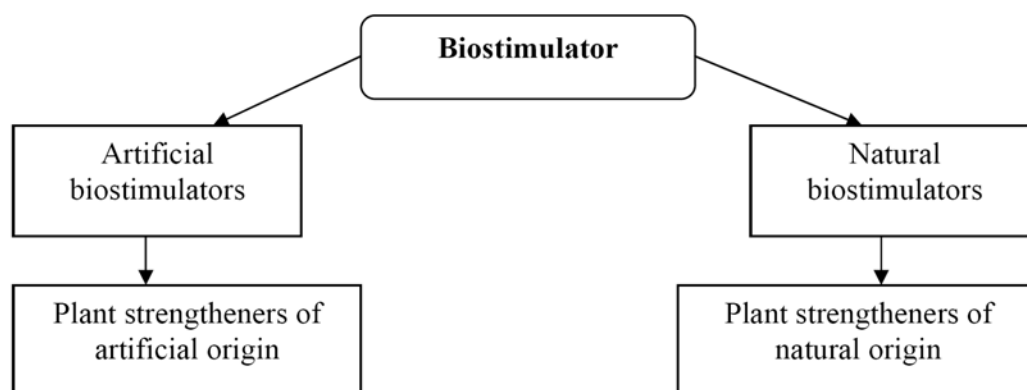 Biostimulator
Artificial
biostimulators
Natural
biostimulators
Plant strengtheners of
artificial origin
Plant strengtheners of
natural origin